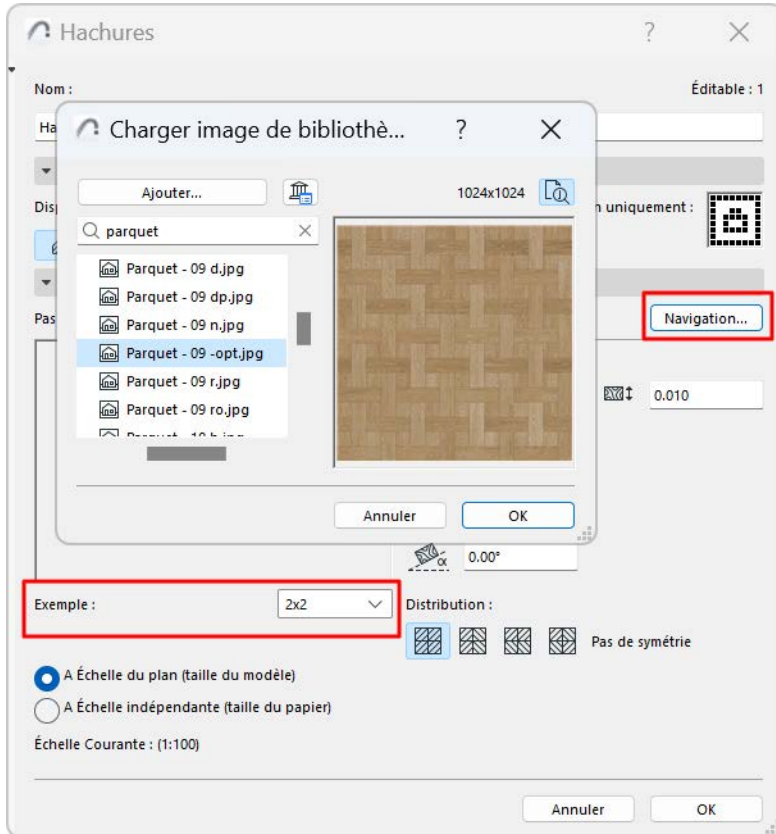 Hachures
?
Nom :
Éditable : 1
Ha
Charger image de bibliothè...
?
Ajouter...
1024x1024
n uniquement :
parquet
Parquet - 09 d.jpg
Parquet - 09 dp.jpg
Parquet - 09 n.jpg
Parquet - 09 -opt.jpg
Parquet - 09 r.jpg
Parquet - 09 ro.jpg
Pas
Navigation...
0.010
Annuler
OK
α
0.00°
Exemple :
2x2
Distribution :
Pas de symétrie
A Échelle du plan (taille du modèle)
A Échelle indépendante (taille du papier)
Échelle Courante : (1:100)
Annuler
OK